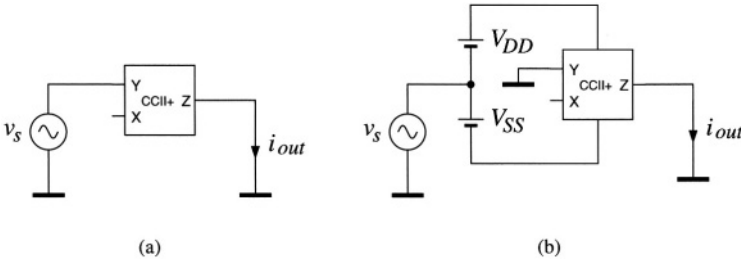 Y
CCII+ Z
X
v_s
i_out
(a)
V_DD
V_SS
Y
CCII+ Z
X
v_s
i_out
(b)